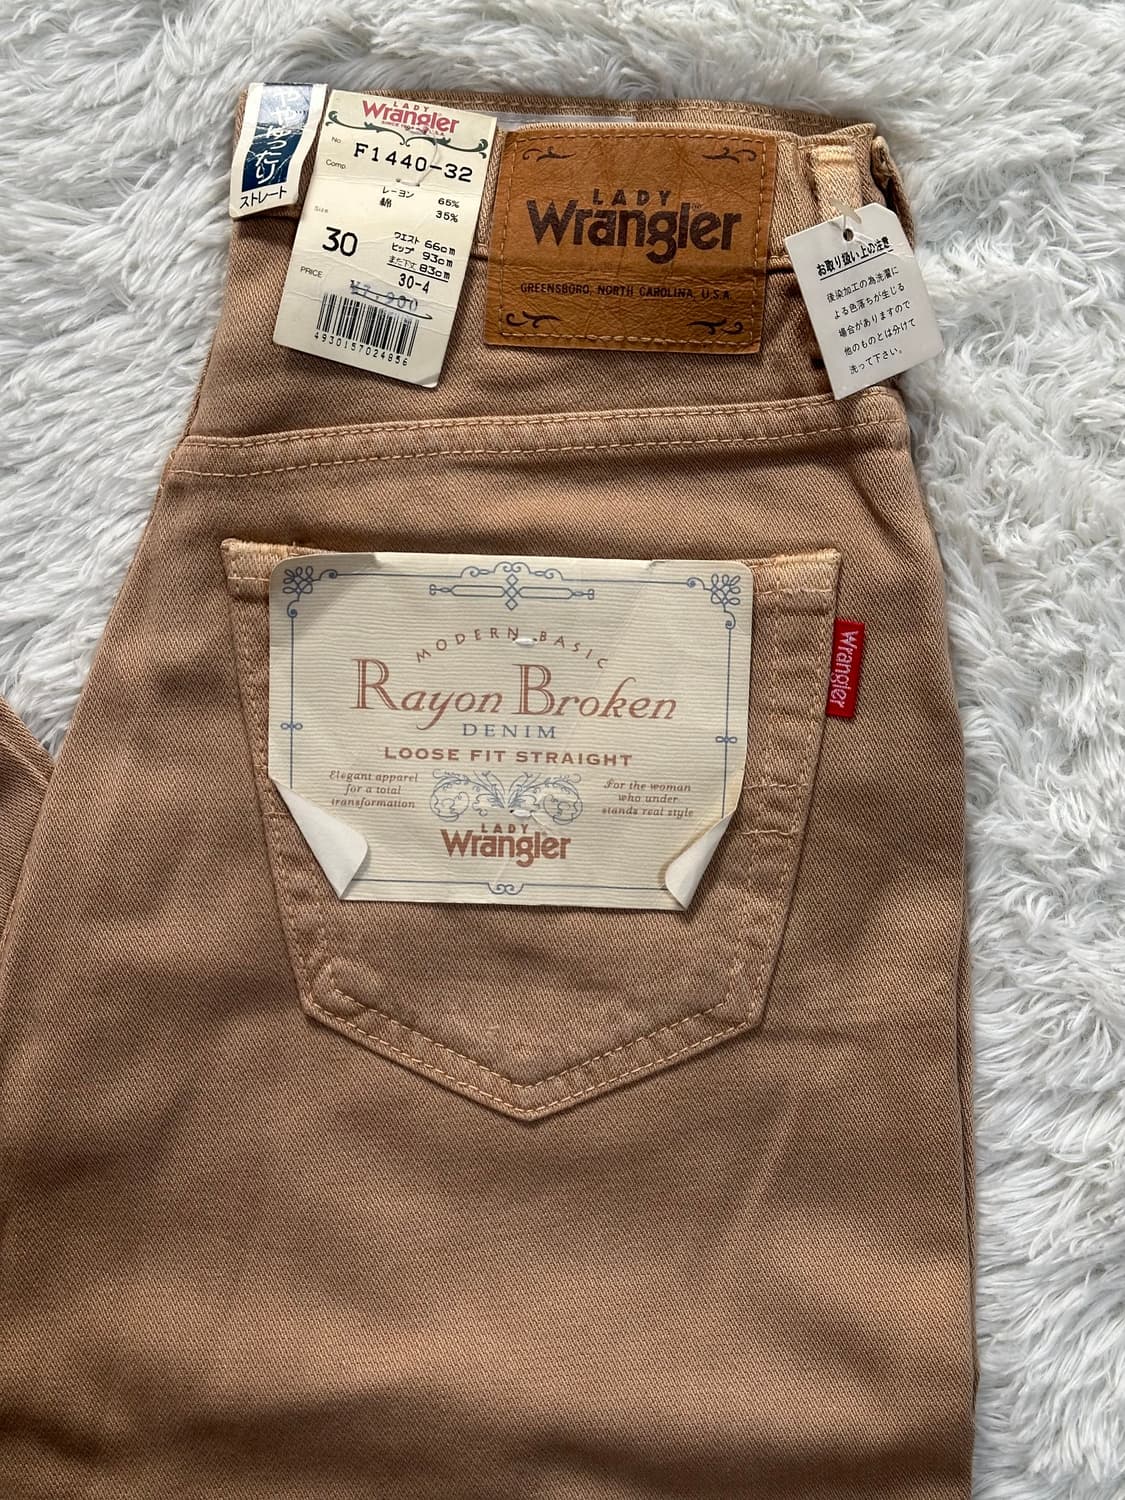 ややゆったり
ストレート
LADY
Wrangler
No.
F1440-32
Comp.
レーヨン 65%
綿 35%
SIZE
30
ウエスト 66cm
ヒップ 93cm
また下丈 83cm
30-4
PRICE
¥7,900
4930157024856
LADY
Wrangler
GREENSBORO, NORTH CAROLINA, U.S.A.
お取り扱い上の注意
後染加工の為洗濯に
よる色落ちが生じる
場合がありますので
他のものとは分けて
洗って下さい。
MODERN BASIC
Rayon Broken
DENIM
LOOSE FIT STRAIGHT
Elegant apparel
for a total
transformation
For the woman
who under
stands real style
LADY
Wrangler
Wrangler